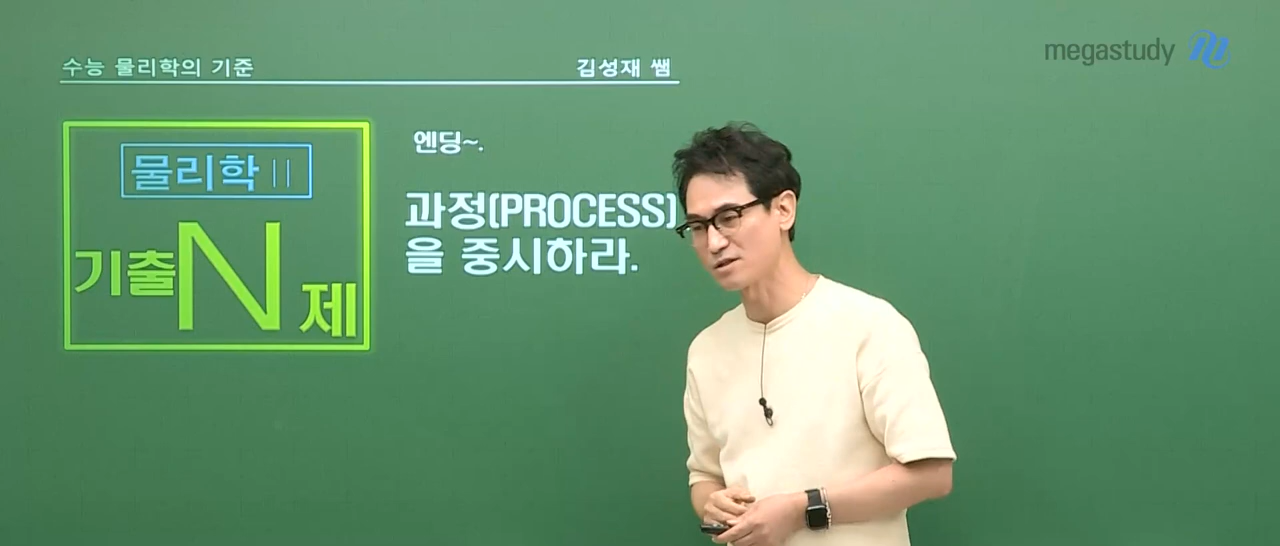 수능 물리학의 기준
김성재 쌤
megastudy
물리학 II
기출 N 제
엔딩~.
과정(PROCESS)
을 중시하라.